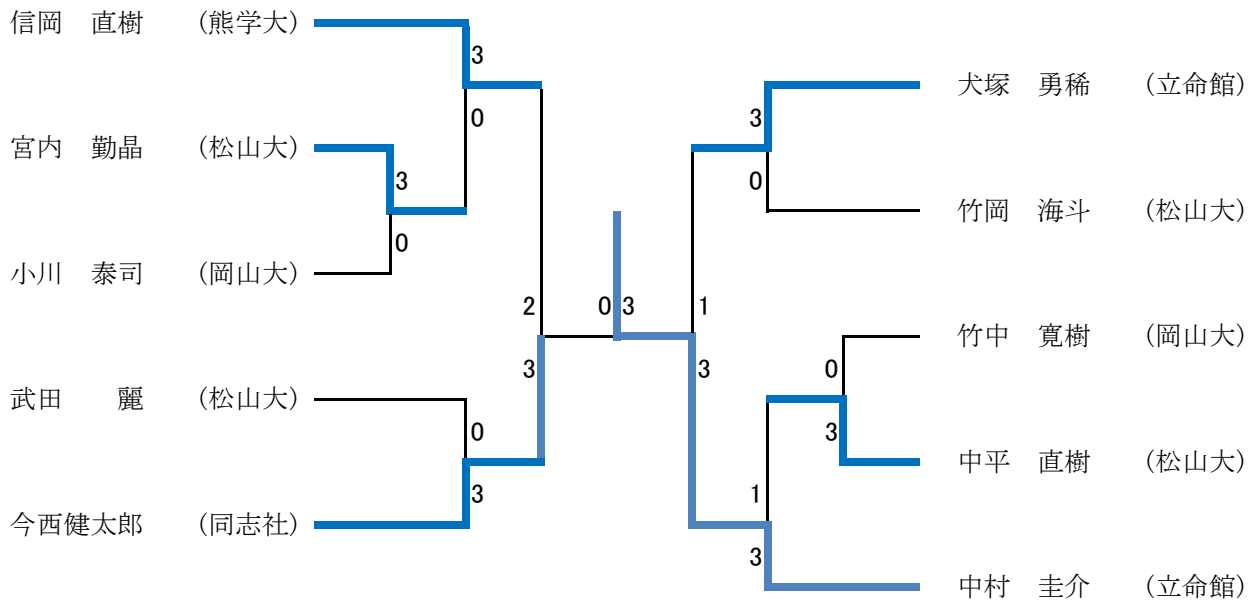 信岡　直樹　（熊学大）
3
0
宮内　勤晶　（松山大）
3
0
小川　泰司　（岡山大）
2
3
武田　　麗　（松山大）
0
3
今西健太郎　（同志社）
0 3
犬塚　勇稀　（立命館）
3
0
竹岡　海斗　（松山大）
1
3
竹中　寛樹　（岡山大）
0
3
中平　直樹　（松山大）
1
3
中村　圭介　（立命館）